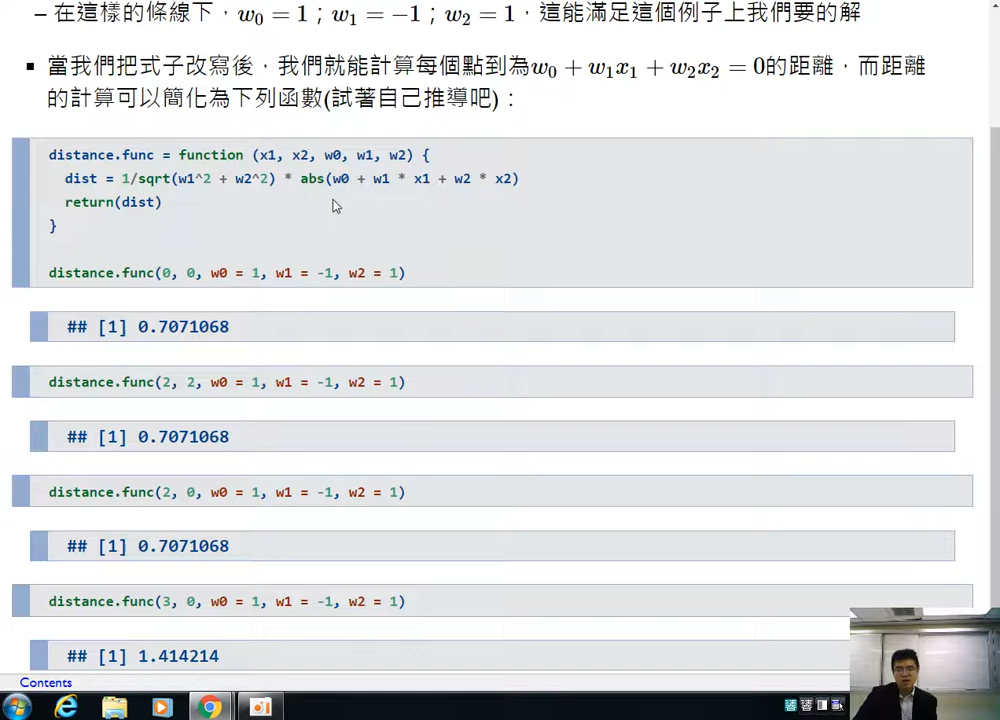 – 在這樣的條線下，w₀ = 1；w₁ = −1；w₂ = 1，這能滿足這個例子上我們要的解
▪ 當我們把式子改寫後，我們就能計算每個點到為w₀ + w₁x₁ + w₂x₂ = 0的距離，而距離
的計算可以簡化為下列函數(試著自己推導吧)：
distance.func = function (x1, x2, w0, w1, w2) {
  dist = 1/sqrt(w1^2 + w2^2) * abs(w0 + w1 * x1 + w2 * x2)
  return(dist)
}
distance.func(0, 0, w0 = 1, w1 = -1, w2 = 1)
## [1] 0.7071068
distance.func(2, 2, w0 = 1, w1 = -1, w2 = 1)
## [1] 0.7071068
distance.func(2, 0, w0 = 1, w1 = -1, w2 = 1)
## [1] 0.7071068
distance.func(3, 0, w0 = 1, w1 = -1, w2 = 1)
## [1] 1.414214
Contents